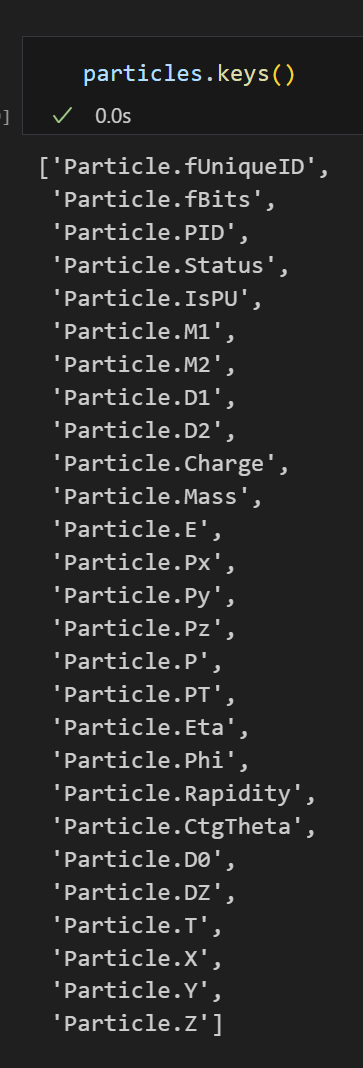 particles.keys()
] ✓ 0.0s
['Particle.fUniqueID',
'Particle.fBits',
'Particle.PID',
'Particle.Status',
'Particle.IsPU',
'Particle.M1',
'Particle.M2',
'Particle.D1',
'Particle.D2',
'Particle.Charge',
'Particle.Mass',
'Particle.E',
'Particle.Px',
'Particle.Py',
'Particle.Pz',
'Particle.P',
'Particle.PT',
'Particle.Eta',
'Particle.Phi',
'Particle.Rapidity',
'Particle.CtgTheta',
'Particle.D0',
'Particle.DZ',
'Particle.T',
'Particle.X',
'Particle.Y',
'Particle.Z']